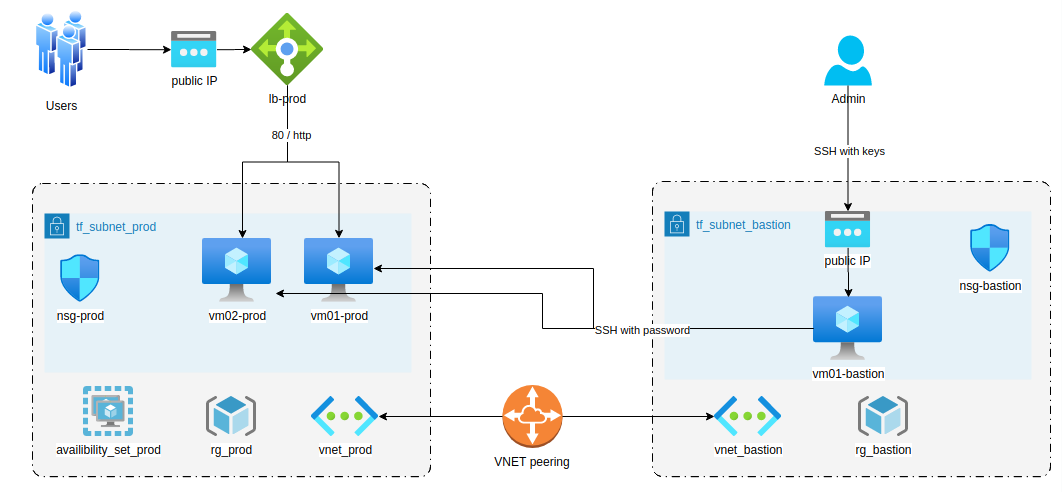 Users
public IP
lb-prod
Admin
80 / http
SSH with keys
tf_subnet_prod
tf_subnet_bastion
public IP
nsg-prod
vm02-prod
vm01-prod
nsg-bastion
SSH with password
vm01-bastion
availibility_set_prod
rg_prod
vnet_prod
VNET peering
vnet_bastion
rg_bastion